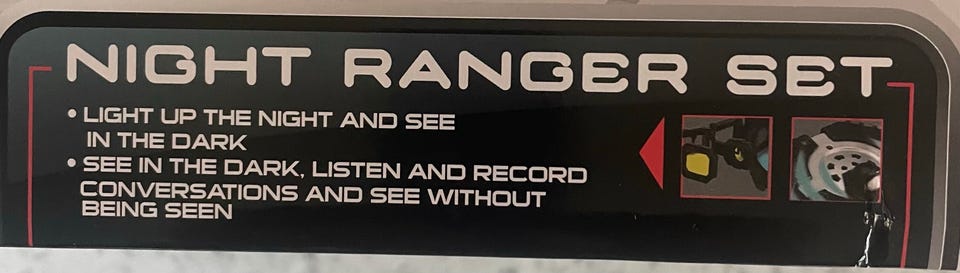 NIGHT RANGER SET
• LIGHT UP THE NIGHT AND SEE
IN THE DARK
• SEE IN THE DARK, LISTEN AND RECORD
CONVERSATIONS AND SEE WITHOUT
BEING SEEN